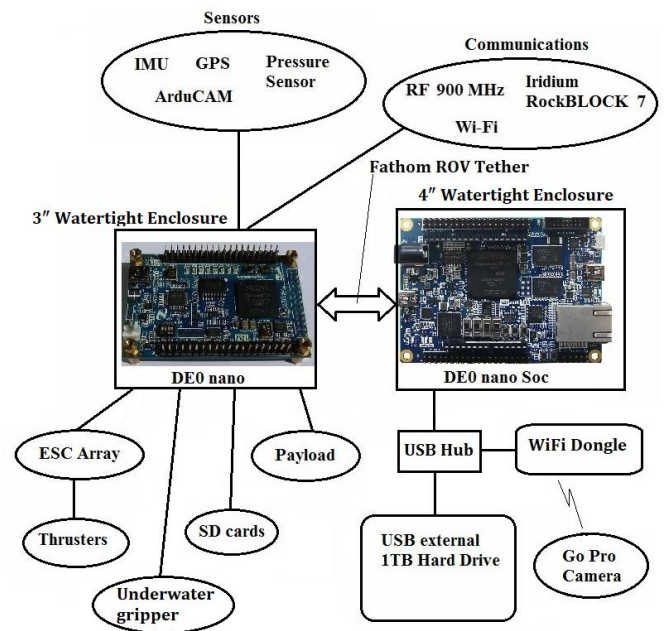 Sensors
IMU GPS Pressure Sensor
ArduCAM
Communications
RF 900 MHz Iridium RockBLOCK 7
Wi-Fi
Fathom ROV Tether
3" Watertight Enclosure
4" Watertight Enclosure
DE0 nano
DE0 nano Soc
ESC Array
Payload
USB Hub
WiFi Dongle
Thrusters
SD cards
USB external
1TB Hard Drive
Go Pro
Camera
Underwater
gripper